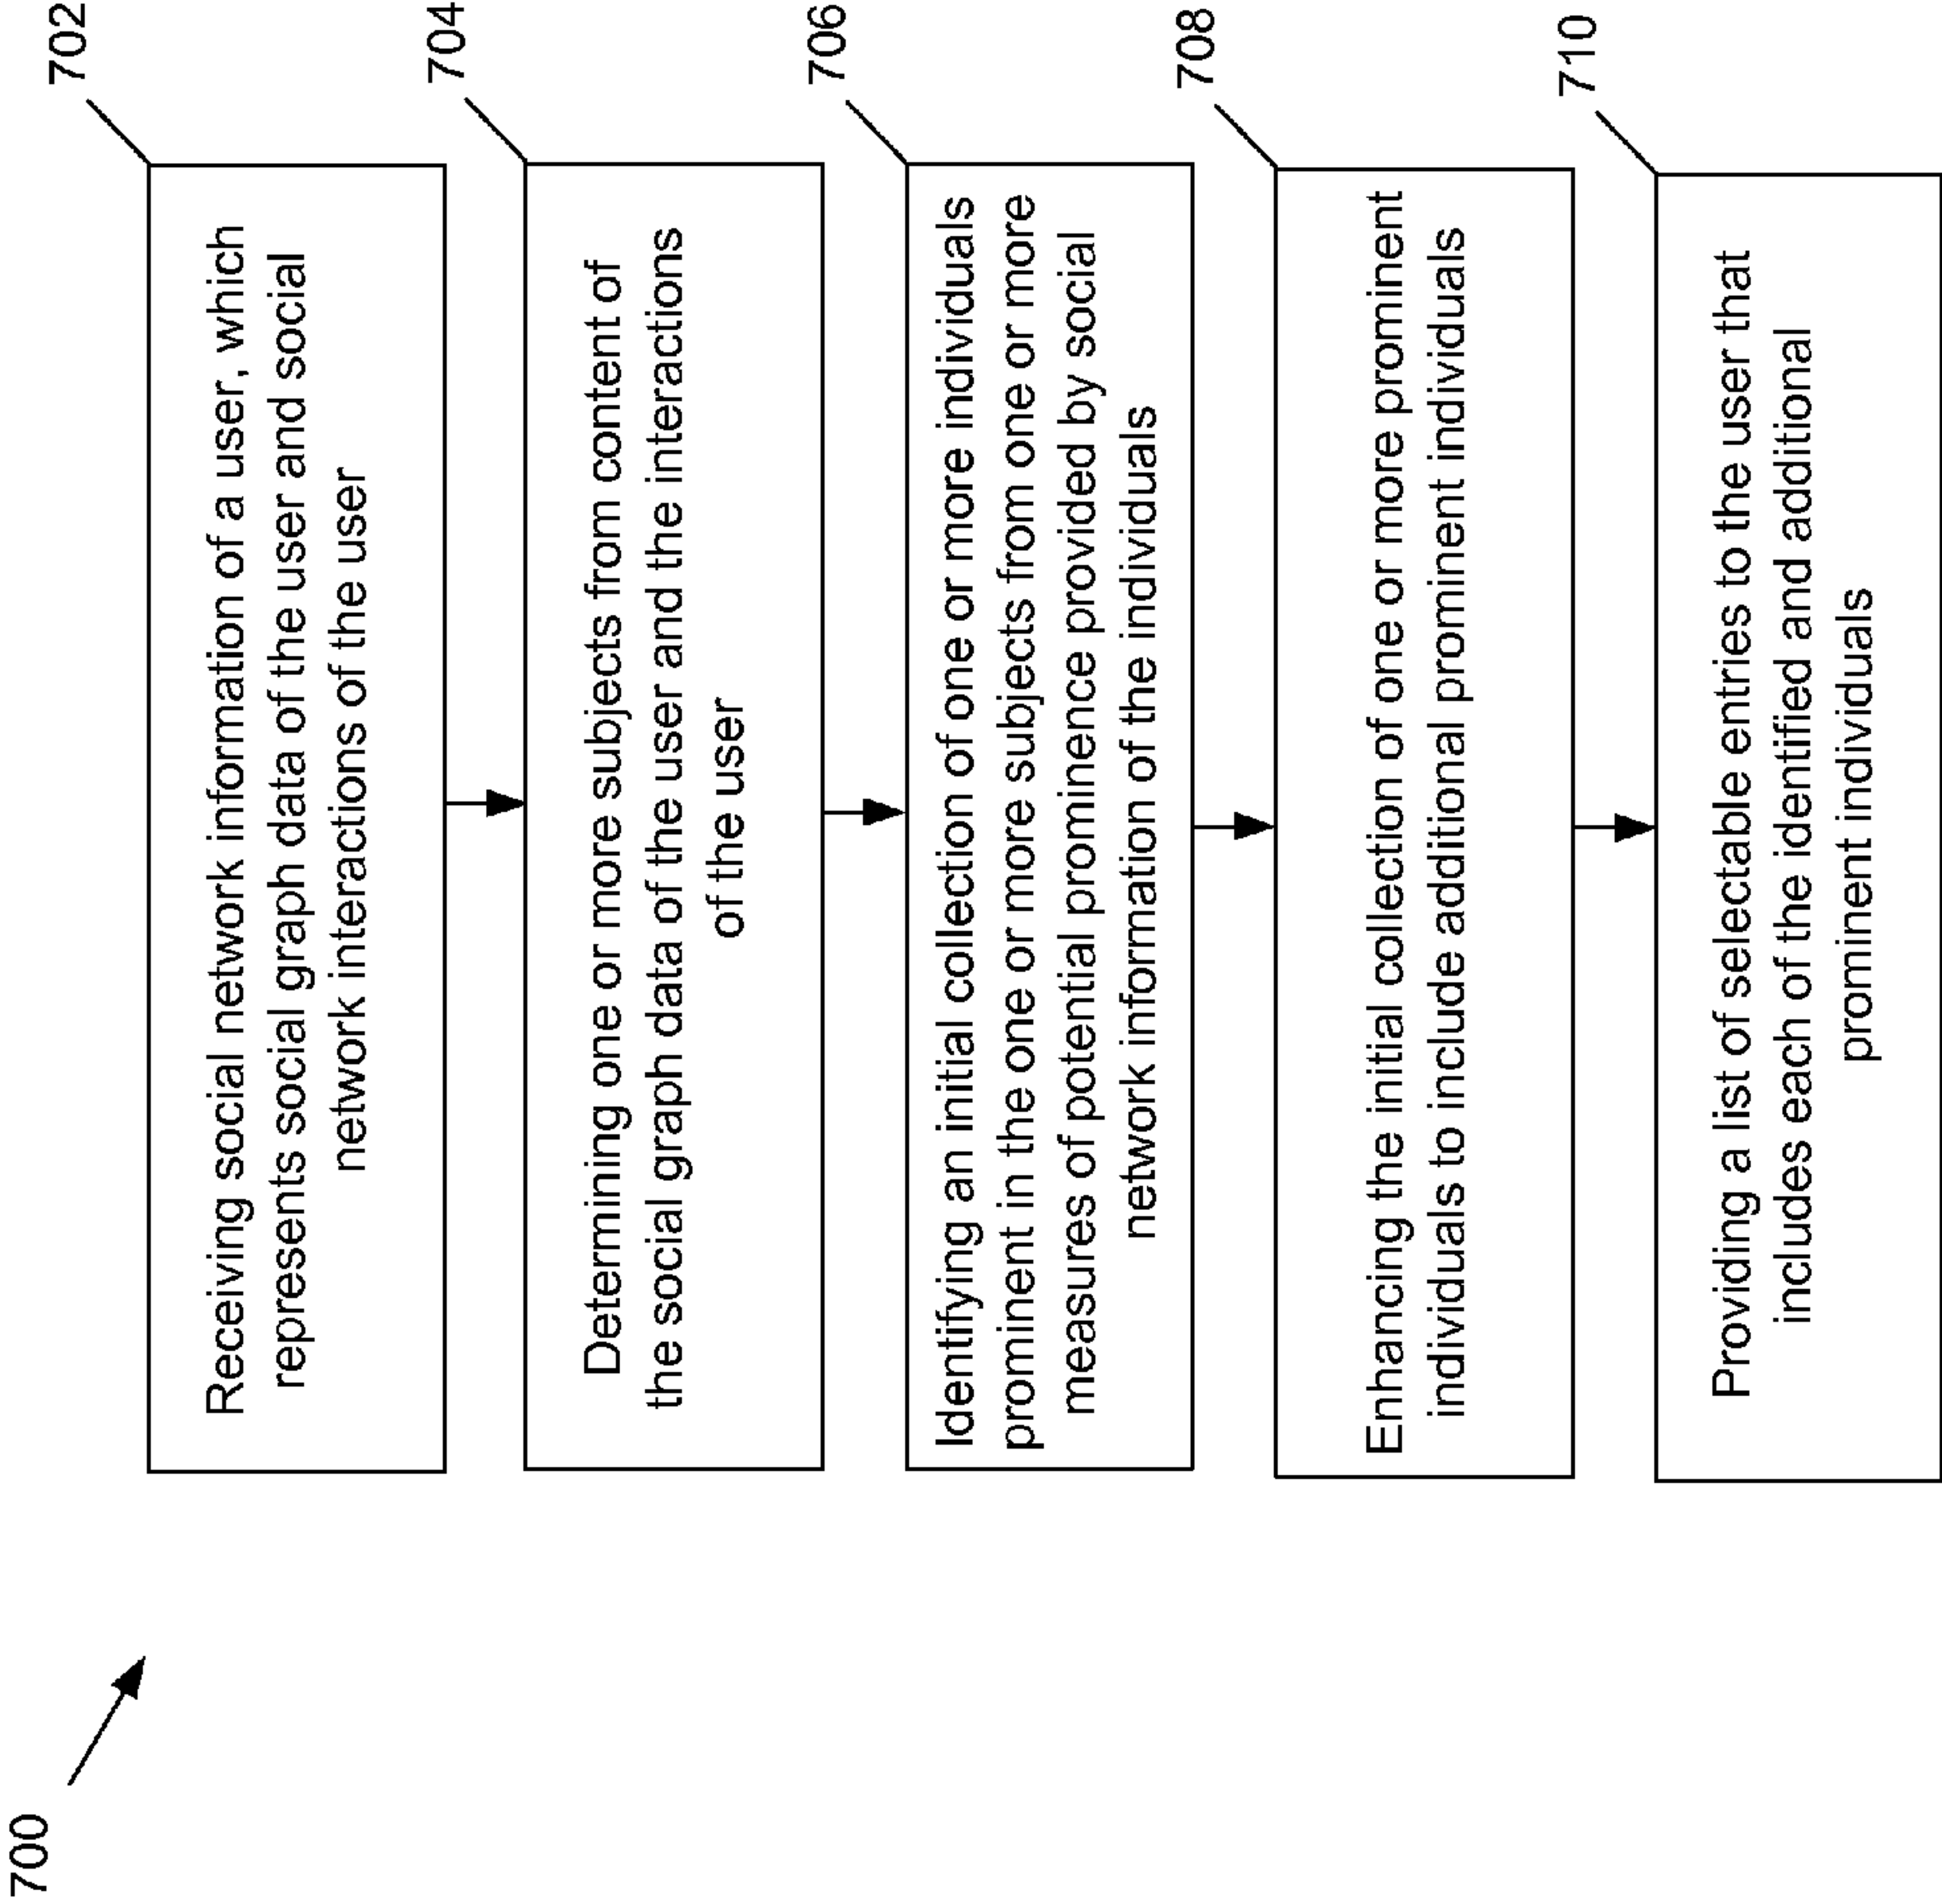 700
702
Receiving social network information of a user, which
represents social graph data of the user and social
network interactions of the user
704
Determining one or more subjects from content of
the social graph data of the user and the interactions
of the user
706
Identifying an initial collection of one or more individuals
prominent in the one or more subjects from one or more
measures of potential prominence provided by social
network information of the individuals
708
Enhancing the initial collection of one or more prominent
individuals to include additional prominent individuals
710
Providing a list of selectable entries to the user that
includes each of the identified and additional
prominent individuals